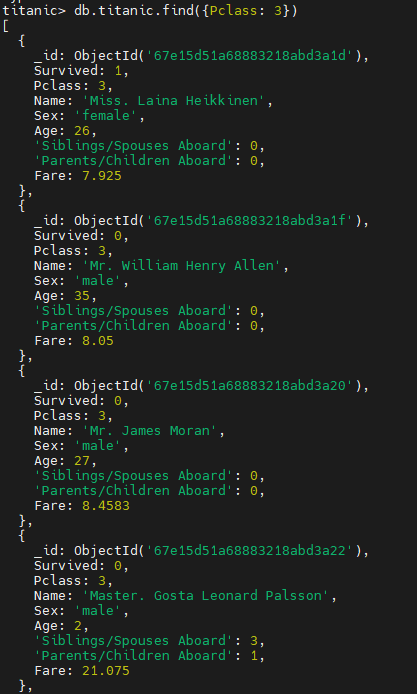 titanic> db.titanic.find({Pclass: 3})
[
  {
    _id: ObjectId('67e15d51a68883218abd3a1d'),
    Survived: 1,
    Pclass: 3,
    Name: 'Miss. Laina Heikkinen',
    Sex: 'female',
    Age: 26,
    'Siblings/Spouses Aboard': 0,
    'Parents/Children Aboard': 0,
    Fare: 7.925
  },
  {
    _id: ObjectId('67e15d51a68883218abd3a1f'),
    Survived: 0,
    Pclass: 3,
    Name: 'Mr. William Henry Allen',
    Sex: 'male',
    Age: 35,
    'Siblings/Spouses Aboard': 0,
    'Parents/Children Aboard': 0,
    Fare: 8.05
  },
  {
    _id: ObjectId('67e15d51a68883218abd3a20'),
    Survived: 0,
    Pclass: 3,
    Name: 'Mr. James Moran',
    Sex: 'male',
    Age: 27,
    'Siblings/Spouses Aboard': 0,
    'Parents/Children Aboard': 0,
    Fare: 8.4583
  },
  {
    _id: ObjectId('67e15d51a68883218abd3a22'),
    Survived: 0,
    Pclass: 3,
    Name: 'Master. Gosta Leonard Palsson',
    Sex: 'male',
    Age: 2,
    'Siblings/Spouses Aboard': 3,
    'Parents/Children Aboard': 1,
    Fare: 21.075
  },